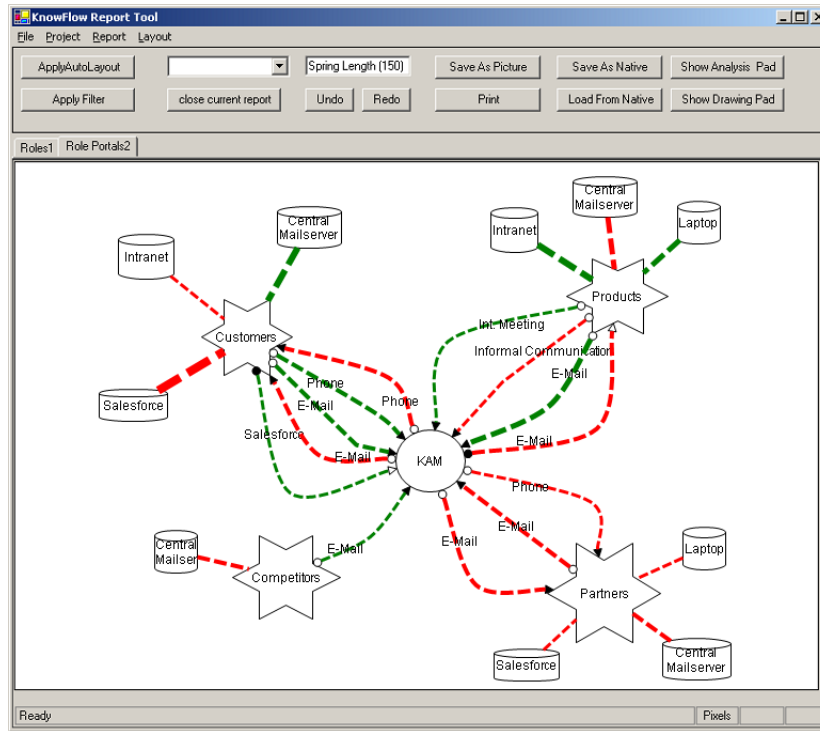 KnowFlow Report Tool
File Project Report Layout
ApplyAutoLayout
Spring Length (150)
Save As Picture
Save As Native
Show Analysis Pad
Apply Filter
close current report
Undo
Redo
Print
Load From Native
Show Drawing Pad
Roles1
Role Portals2
Central
Mailserver
Central
Mailserver
Intranet
Laptop
Intranet
Products
Int. Meeting
Customers
Informal Communication
E-Mail
Phone
Phone
E-Mail
Salesforce
Salesforce
E-Mail
E-Mail
KAM
Phone
E-Mail
E-Mail
E-Mail
Central
Mailser
Competitors
Laptop
Partners
Salesforce
Central
Mailserver
Ready
Pixels